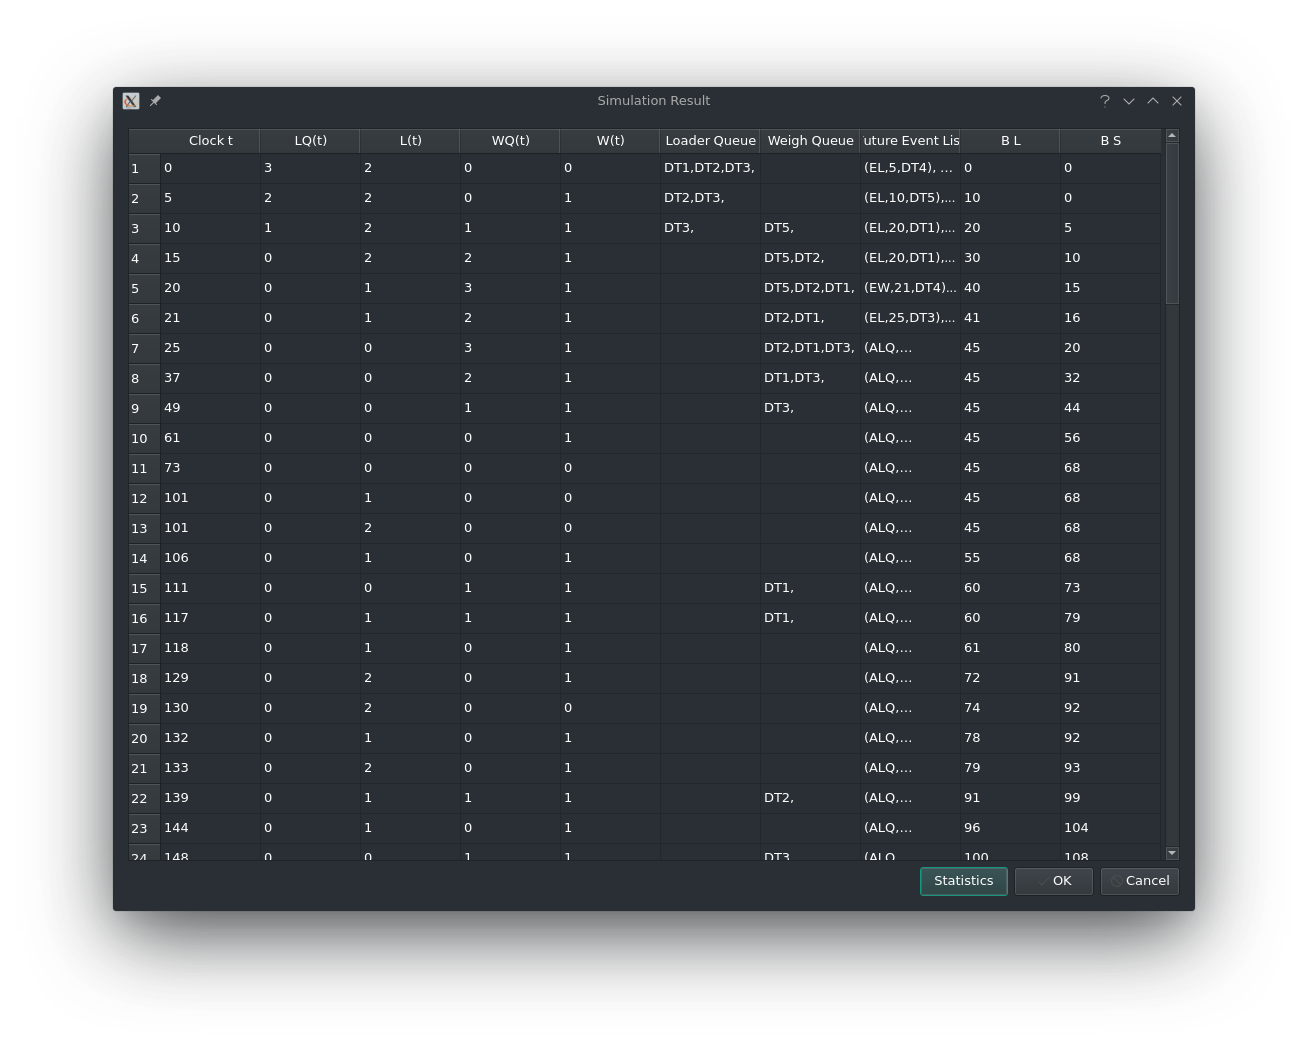 Simulation Result
Clock t LQ(t) L(t) WQ(t) W(t) Loader Queue Weigh Queue uture Event Lis B L B S
1 0 3 2 0 0 DT1,DT2,DT3, (EL,5,DT4), ... 0 0
2 5 2 2 0 1 DT2,DT3, (EL,10,DT5),... 10 0
3 10 1 2 1 1 DT3, DT5, (EL,20,DT1),... 20 5
4 15 0 2 2 1 DT5,DT2, (EL,20,DT1),... 30 10
5 20 0 1 3 1 DT5,DT2,DT1, (EW,21,DT4)... 40 15
6 21 0 1 2 1 DT2,DT1, (EL,25,DT3),... 41 16
7 25 0 0 3 1 DT2,DT1,DT3, (ALQ,... 45 20
8 37 0 0 2 1 DT1,DT3, (ALQ,... 45 32
9 49 0 0 1 1 DT3, (ALQ,... 45 44
10 61 0 0 0 1 (ALQ,... 45 56
11 73 0 0 0 0 (ALQ,... 45 68
12 101 0 1 0 0 (ALQ,... 45 68
13 101 0 2 0 0 (ALQ,... 45 68
14 106 0 1 0 1 (ALQ,... 55 68
15 111 0 0 1 1 DT1, (ALQ,... 60 73
16 117 0 1 1 1 DT1, (ALQ,... 60 79
17 118 0 1 0 1 (ALQ,... 61 80
18 129 0 2 0 1 (ALQ,... 72 91
19 130 0 2 0 0 (ALQ,... 74 92
20 132 0 1 0 1 (ALQ,... 78 92
21 133 0 2 0 1 (ALQ,... 79 93
22 139 0 1 1 1 DT2, (ALQ,... 91 99
23 144 0 1 0 1 (ALQ,... 96 104
24 148 0 0 1 1 DT3 (ALQ 100 108
Statistics OK Cancel